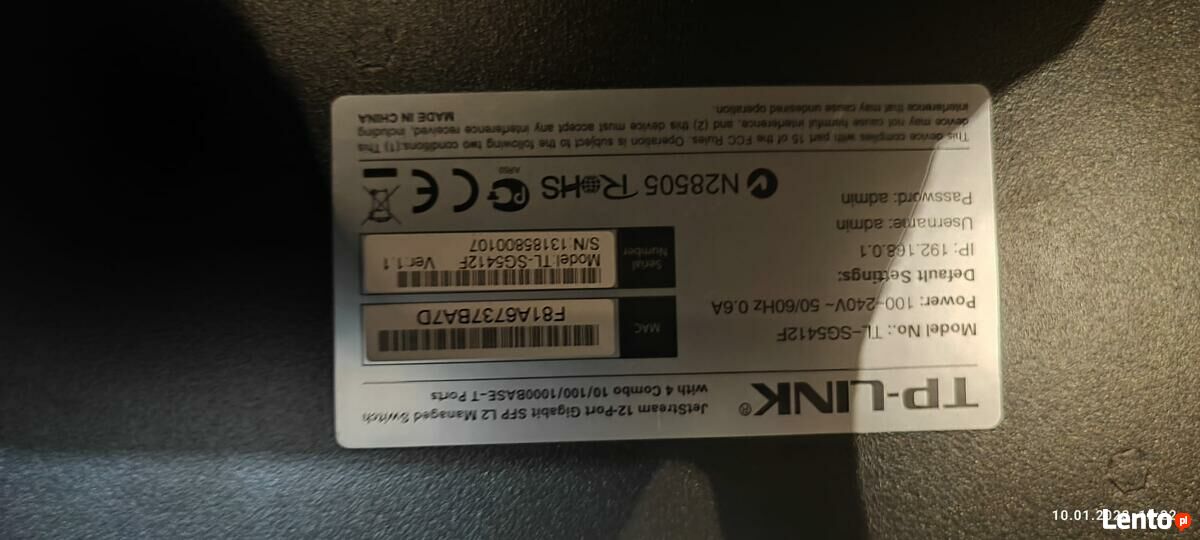 TP-LINK®
JetStream 12-Port Gigabit SFP L2 Managed Switch
with 4 Combo 10/100/1000BASE-T Ports
Model No.: TL-SG5412F
Power: 100-240V~ 50/60Hz 0.6A
Default Settings:
IP: 192.168.0.1
Username: admin
Password: admin
MAC
F81A6737BA7D
Serial
Number
Model:TL-SG5412F Ver:1.1
S/N:13185800107
N28505 RoHS AR50 CE
This device complies with part 15 of the FCC Rules. Operation is subject to the following two conditions:(1) This
device may not cause harmful interference, and (2) this device must accept any interference received, including
interference that may cause undesired operation.
MADE IN CHINA
10.01.2023
Lento pl